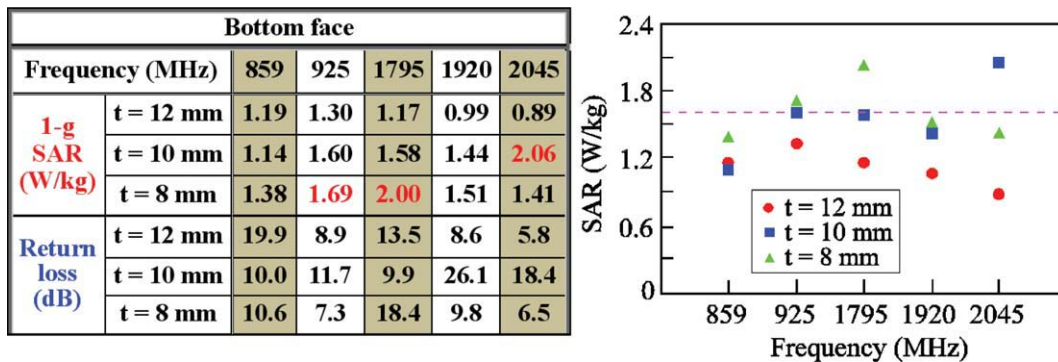 Bottom face
Frequency (MHz) 859 925 1795 1920 2045
1-g SAR (W/kg)
t = 12 mm 1.19 1.30 1.17 0.99 0.89
t = 10 mm 1.14 1.60 1.58 1.44 2.06
t = 8 mm 1.38 1.69 2.00 1.51 1.41
Return loss (dB)
t = 12 mm 19.9 8.9 13.5 8.6 5.8
t = 10 mm 10.0 11.7 9.9 26.1 18.4
t = 8 mm 10.6 7.3 18.4 9.8 6.5
SAR (W/kg)
2.4
1.8
1.2
0.6
0
t = 12 mm
t = 10 mm
t = 8 mm
859 925 1795 1920 2045
Frequency (MHz)